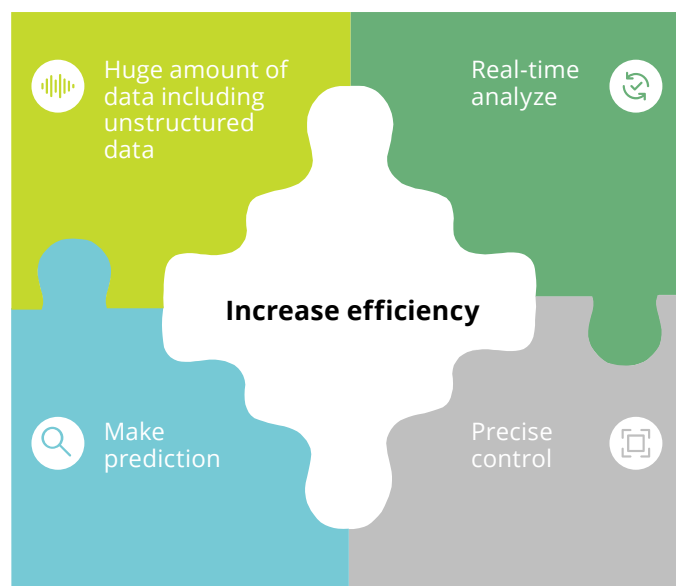 Huge amount of
data including
unstructured
data
Real-time
analyze
Increase efficiency
Make
prediction
Precise
control